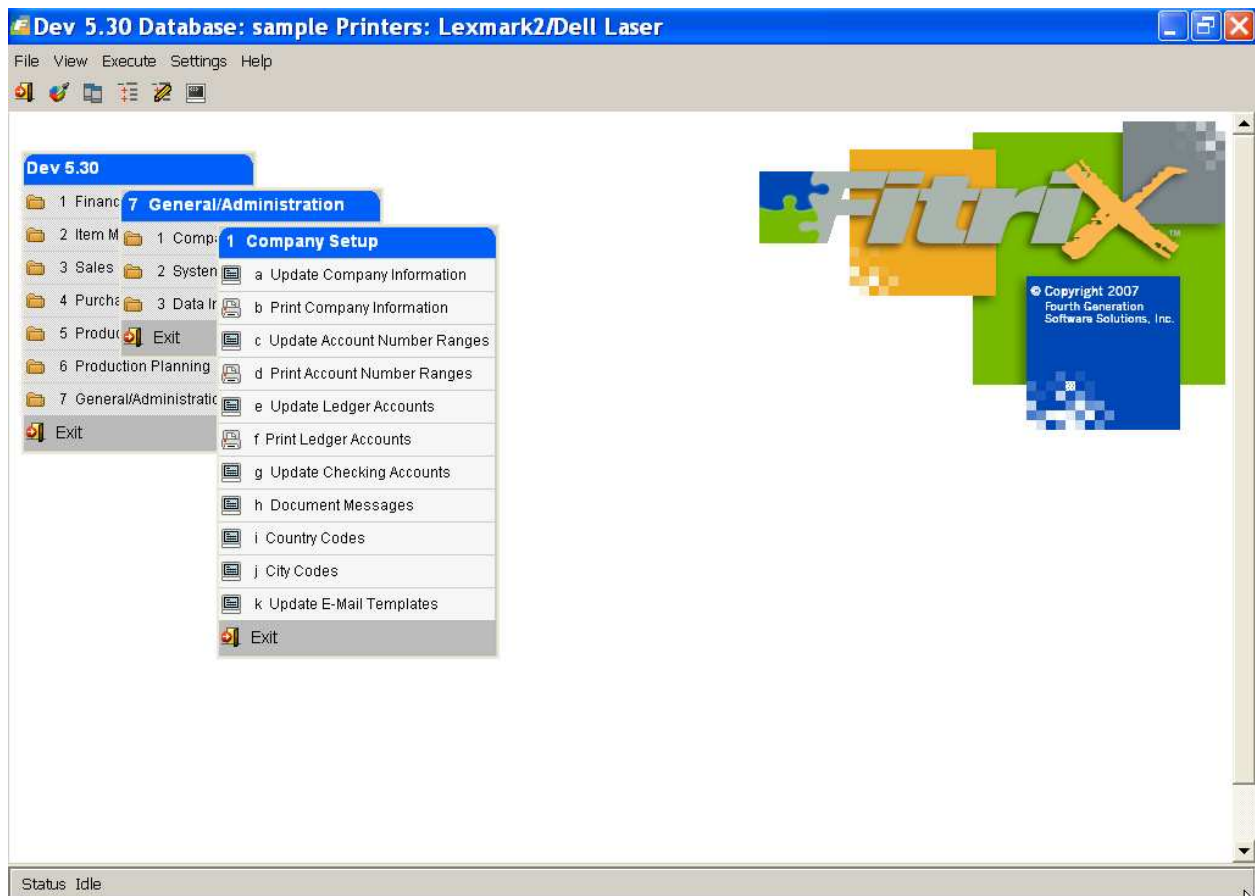 Dev 5.30 Database: sample Printers: Lexmark2/Dell Laser
File View Execute Settings Help
Dev 5.30
1 Financ
2 Item M
3 Sales
4 Purcha
5 Produc
6 Production Planning
7 General/Administratic
Exit
7 General/Administration
1 Comp
2 System
3 Data Ir
Exit
1 Company Setup
a Update Company Information
b Print Company Information
c Update Account Number Ranges
d Print Account Number Ranges
e Update Ledger Accounts
f Print Ledger Accounts
g Update Checking Accounts
h Document Messages
i Country Codes
j City Codes
k Update E-Mail Templates
Exit
Fitrix
TM
© Copyright 2007
Fourth Generation
Software Solutions, Inc.
Status Idle